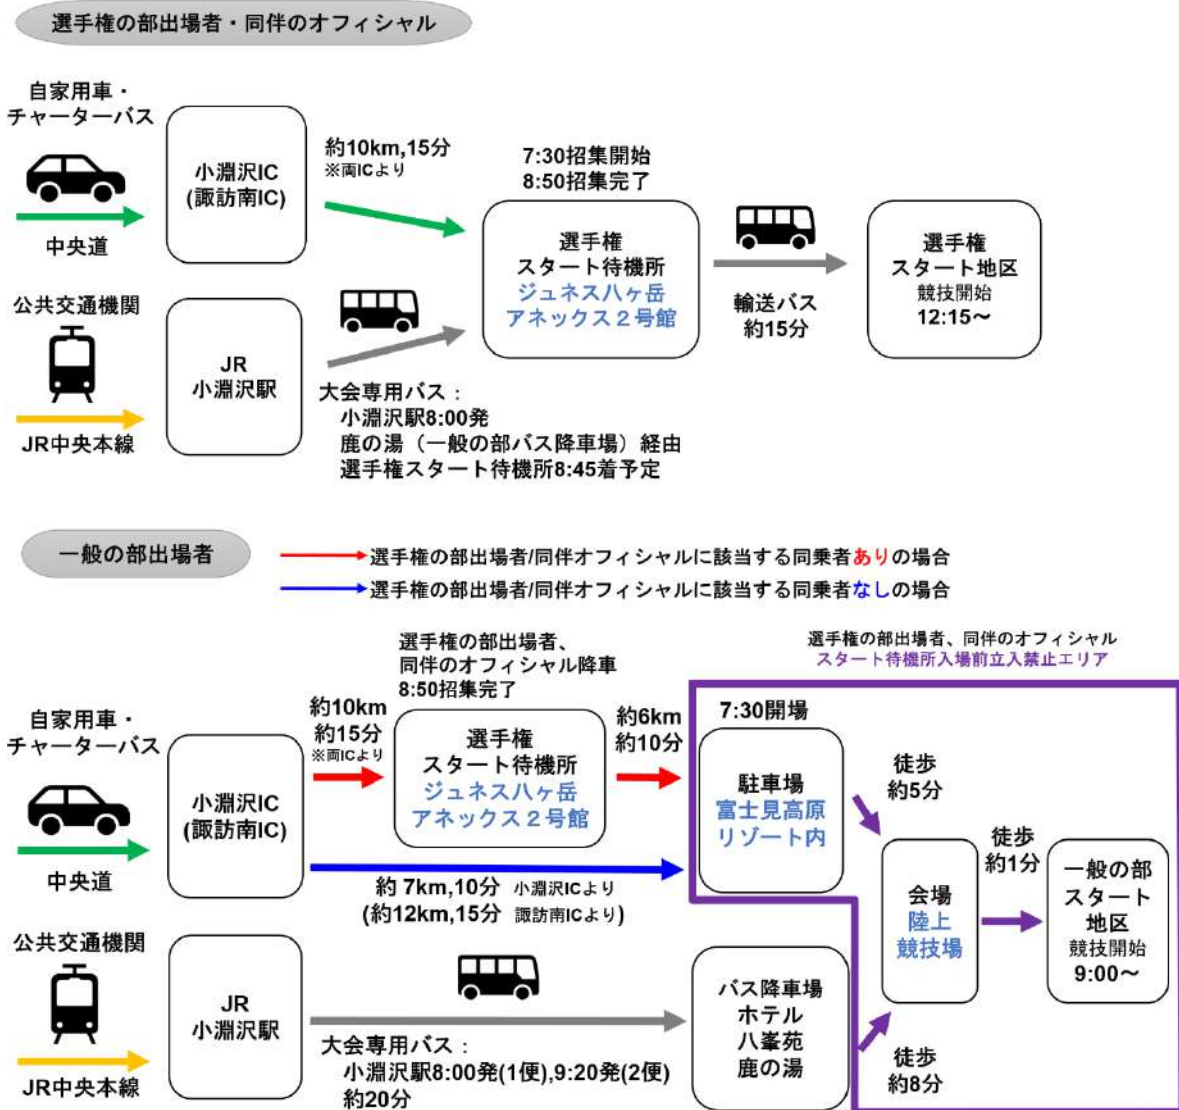 選手権の部出場者・同伴のオフィシャル
自家用車・
チャーターバス
中央道
小淵沢IC
(諏訪南IC)
約10km,15分
※両ICより
7:30招集開始
8:50招集完了
選手権
スタート待機所
ジュネス八ヶ岳
アネックス２号館
輸送バス
約15分
選手権
スタート地区
競技開始
12:15～
公共交通機関
JR中央本線
JR
小淵沢駅
大会専用バス：
小淵沢駅8:00発
鹿の湯（一般の部バス降車場）経由
選手権スタート待機所8:45着予定
一般の部出場者
選手権の部出場者/同伴オフィシャルに該当する同乗者ありの場合
選手権の部出場者/同伴オフィシャルに該当する同乗者なしの場合
選手権の部出場者、同伴のオフィシャル
スタート待機所入場前立入禁止エリア
自家用車・
チャーターバス
中央道
小淵沢IC
(諏訪南IC)
約10km
約15分
※両ICより
選手権の部出場者、
同伴のオフィシャル降車
8:50招集完了
選手権
スタート待機所
ジュネス八ヶ岳
アネックス２号館
約6km
約10分
約 7km,10分 小淵沢ICより
(約12km,15分 諏訪南ICより)
7:30開場
駐車場
富士見高原
リゾート内
徒歩
約5分
会場
陸上
競技場
徒歩
約1分
一般の部
スタート
地区
競技開始
9:00～
公共交通機関
JR中央本線
JR
小淵沢駅
大会専用バス：
小淵沢駅8:00発(1便),9:20発(2便)
約20分
バス降車場
ホテル
八峯苑
鹿の湯
徒歩
約8分